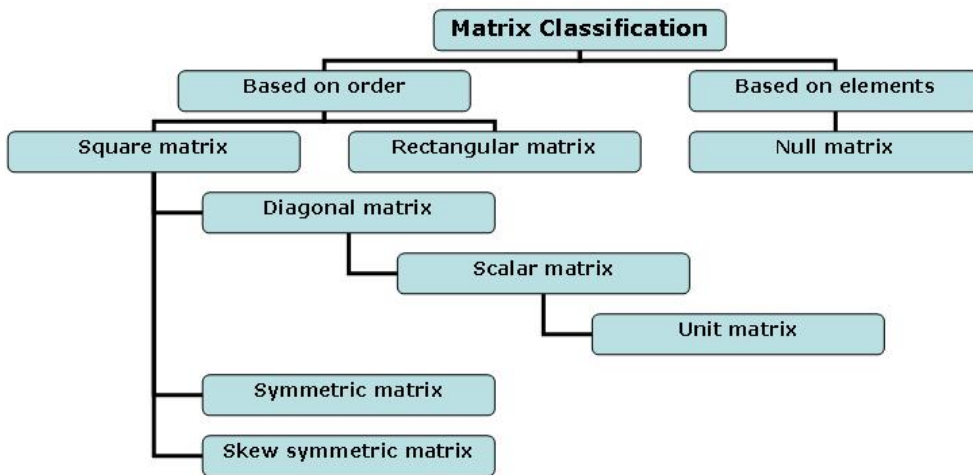 Matrix Classification
Based on order
Based on elements
Square matrix
Rectangular matrix
Null matrix
Diagonal matrix
Scalar matrix
Unit matrix
Symmetric matrix
Skew symmetric matrix